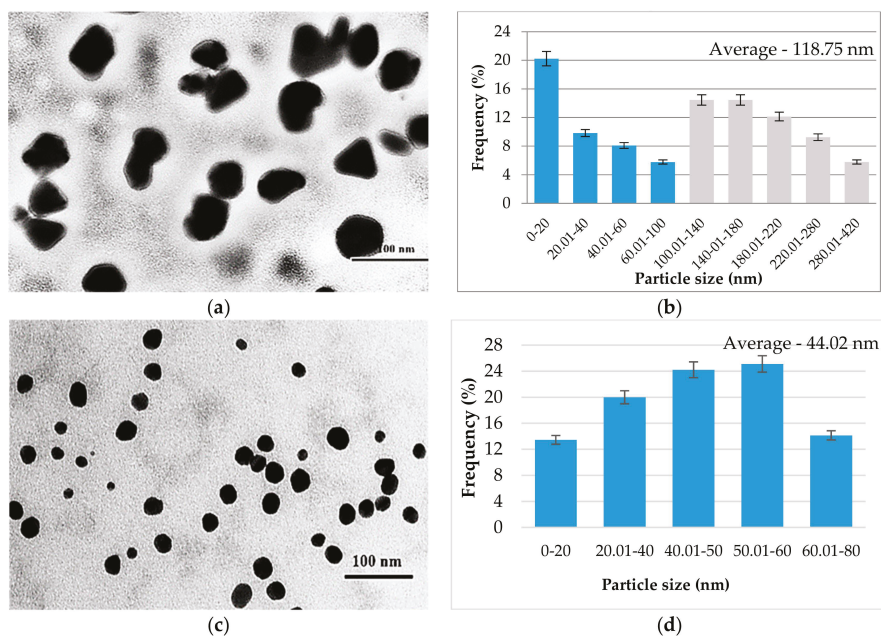 100 nm
(a)
24
20
16
12
8
4
0
Frequency (%)
Average - 118.75 nm
0-20
20.01-40
40.01-60
60.01-100
100.01-140
140-01-180
180.01-220
220.01-280
280.01-420
Particle size (nm)
(b)
100 nm
(c)
28
24
20
16
12
8
4
0
Frequency (%)
Average - 44.02 nm
0-20
20.01-40
40.01-50
50.01-60
60.01-80
Particle size (nm)
(d)